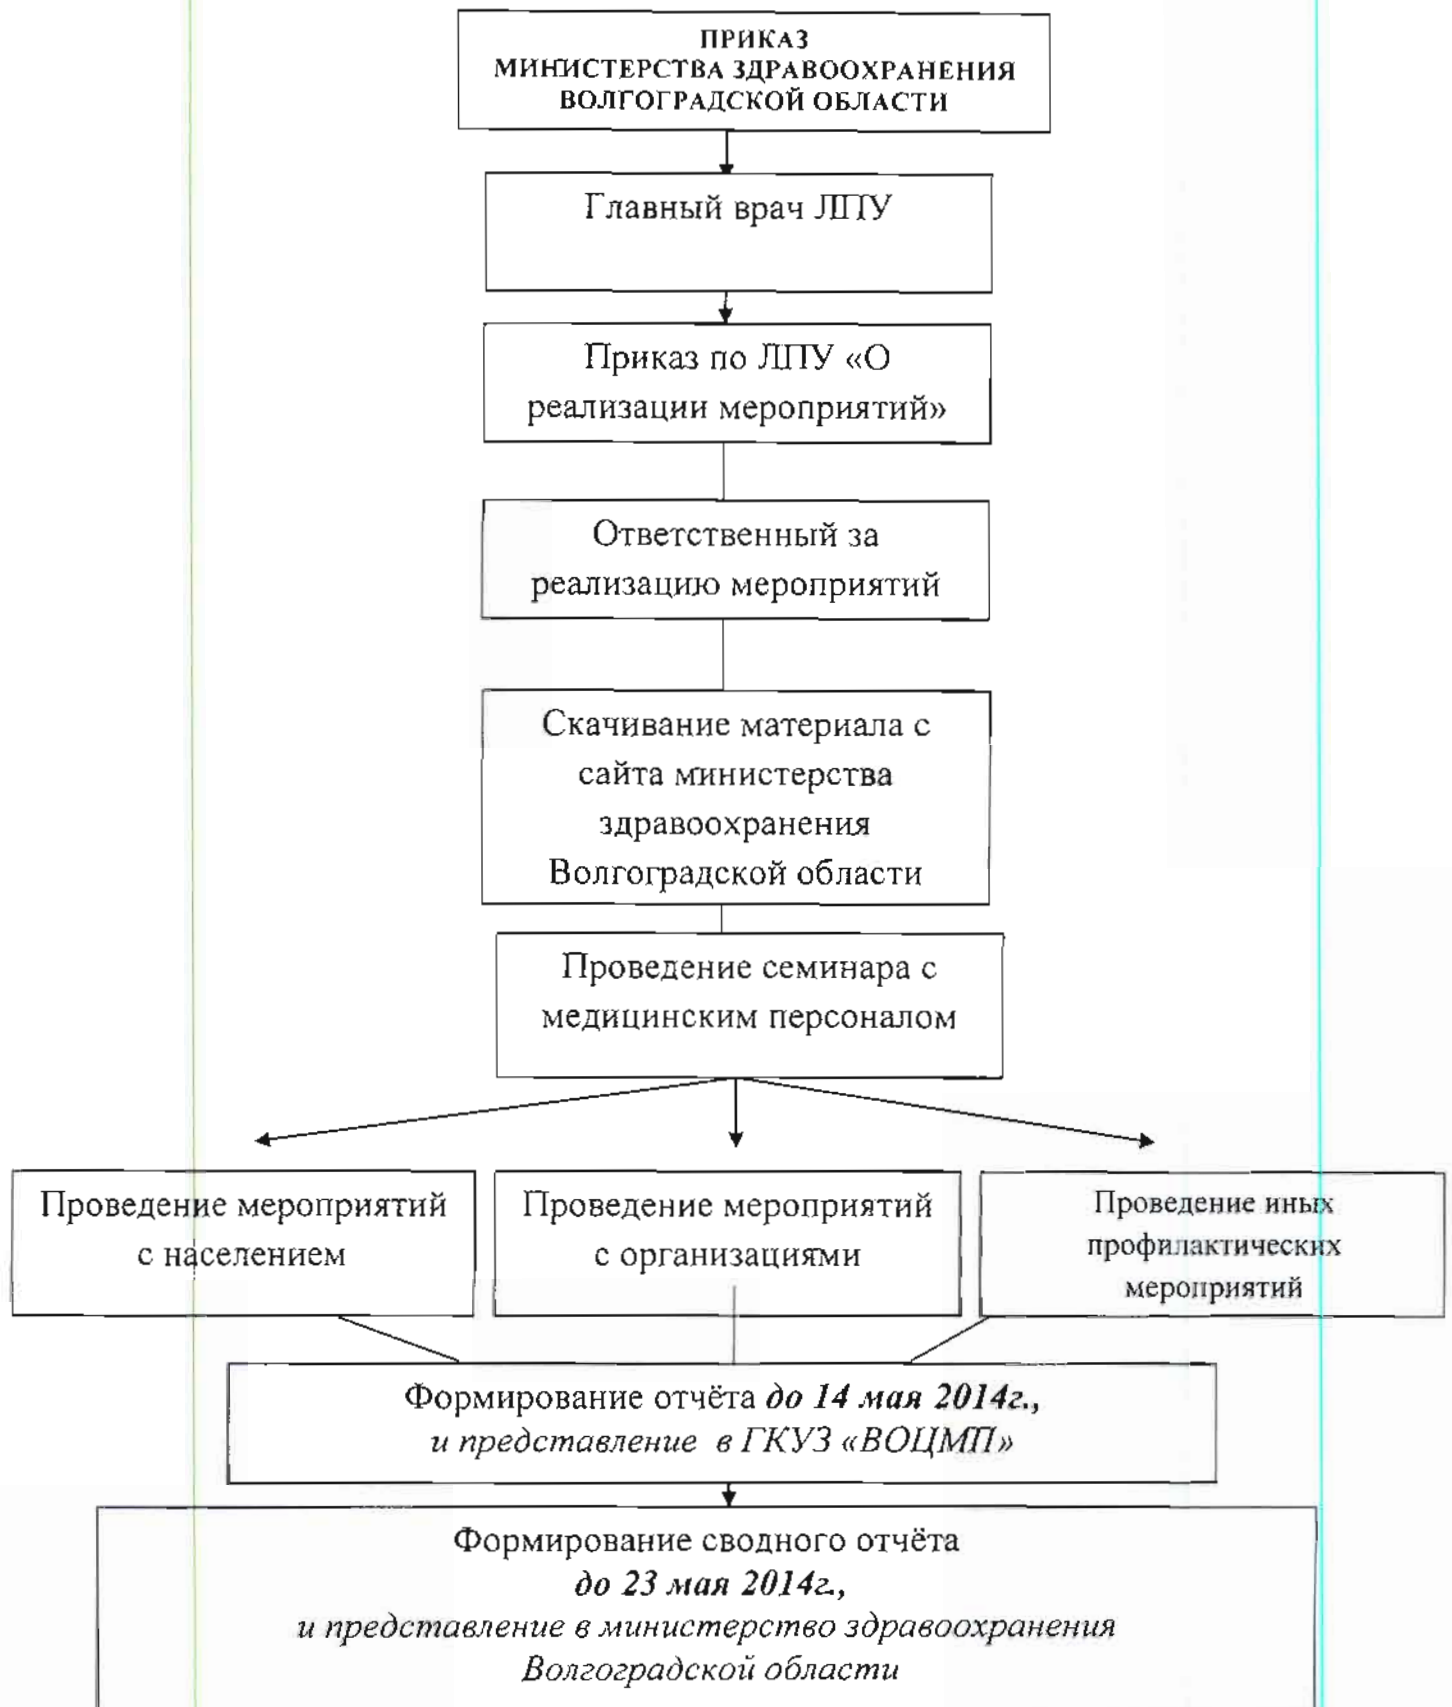 ПРИКАЗ
МИНИСТЕРСТВА ЗДРАВООХРАНЕНИЯ
ВОЛГОГРАДСКОЙ ОБЛАСТИ
Главный врач ЛПУ
Приказ по ЛПУ «О
реализации мероприятий»
Ответственный за
реализацию мероприятий
Скачивание материала с
сайта министерства
здравоохранения
Волгоградской области
Проведение семинара с
медицинским персоналом
Проведение мероприятий
с населением
Проведение мероприятий
с организациями
Проведение иных
профилактических
мероприятий
Формирование отчёта до 14 мая 2014г.,
и представление в ГКУЗ «ВОЦМП»
Формирование сводного отчёта
до 23 мая 2014г.,
и представление в министерство здравоохранения
Волгоградской области